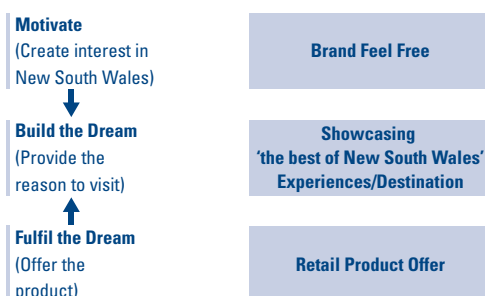 Motivate
(Create interest in
New South Wales)
Brand Feel Free
Build the Dream
(Provide the
reason to visit)
Showcasing
‘the best of New South Wales’
Experiences/Destination
Fulfil the Dream
(Offer the
product)
Retail Product Offer